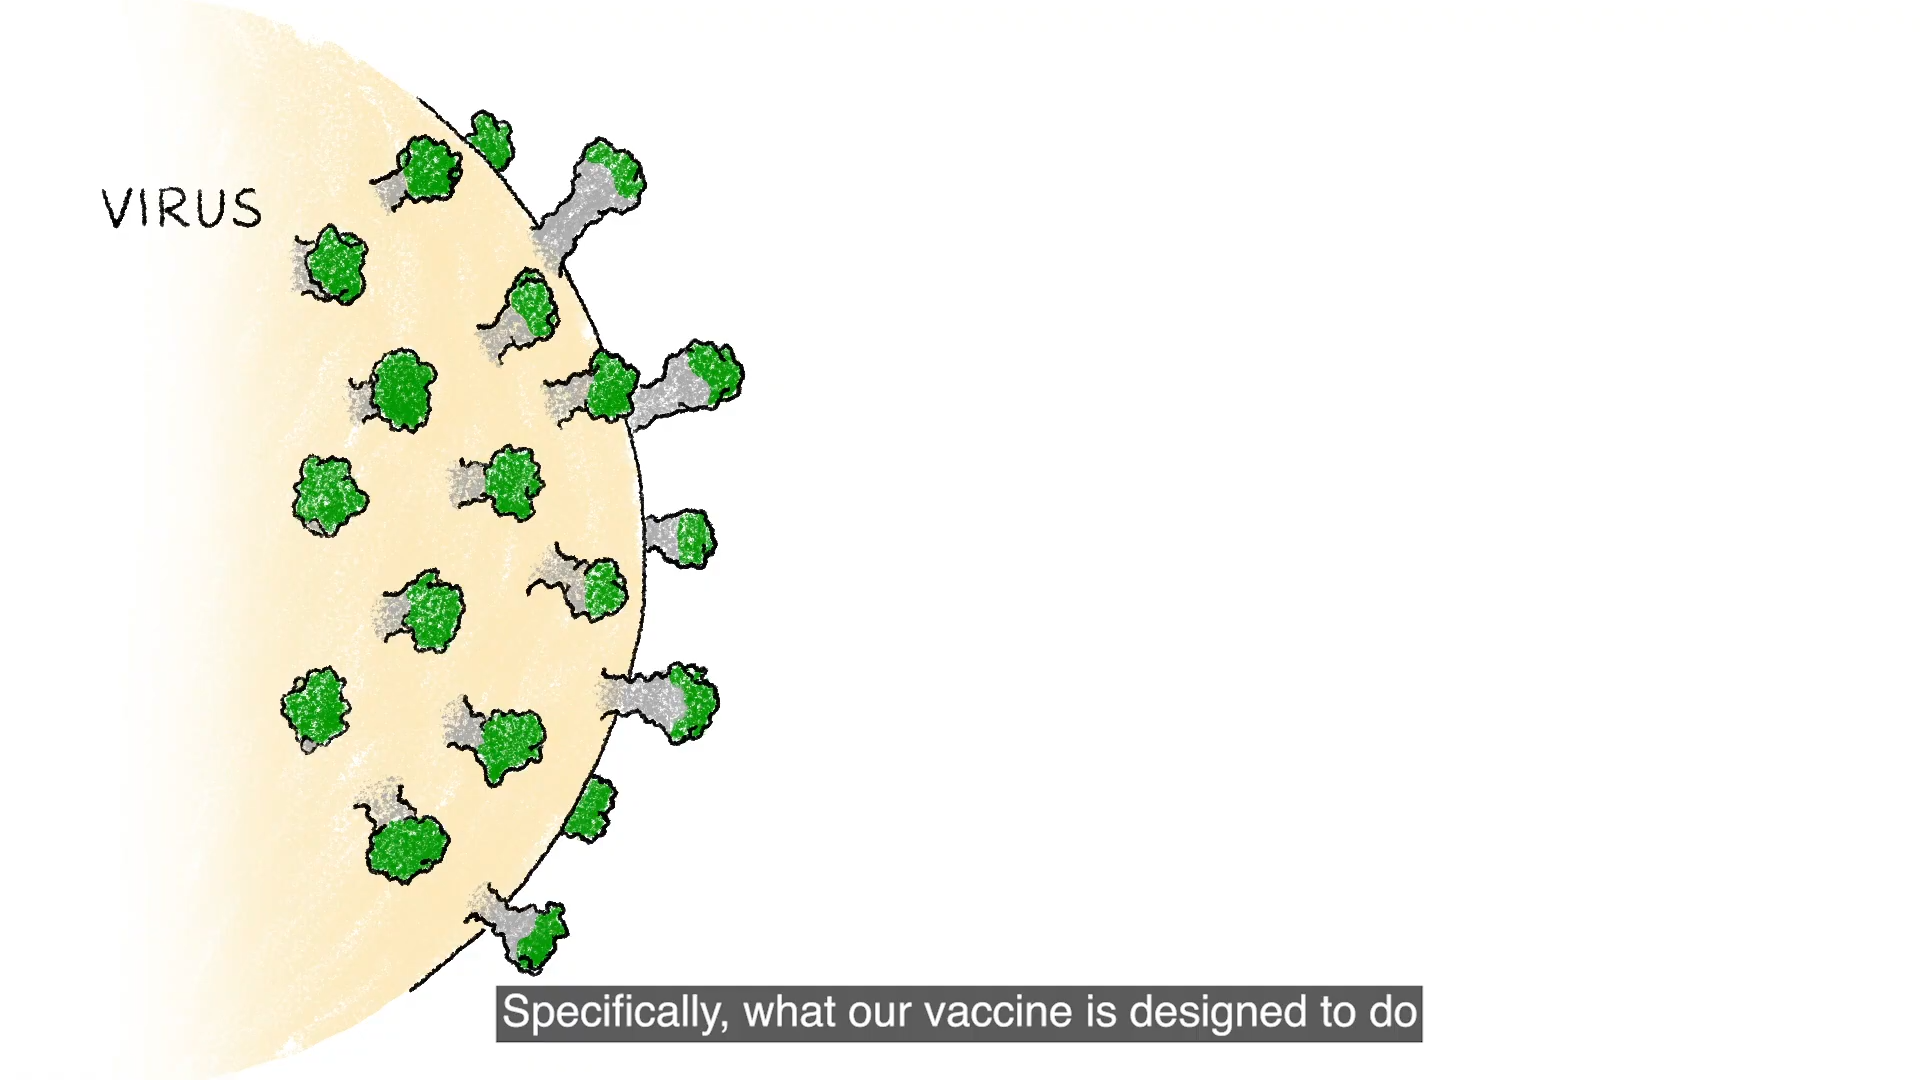 VIRUS
Specifically, what our vaccine is designed to do